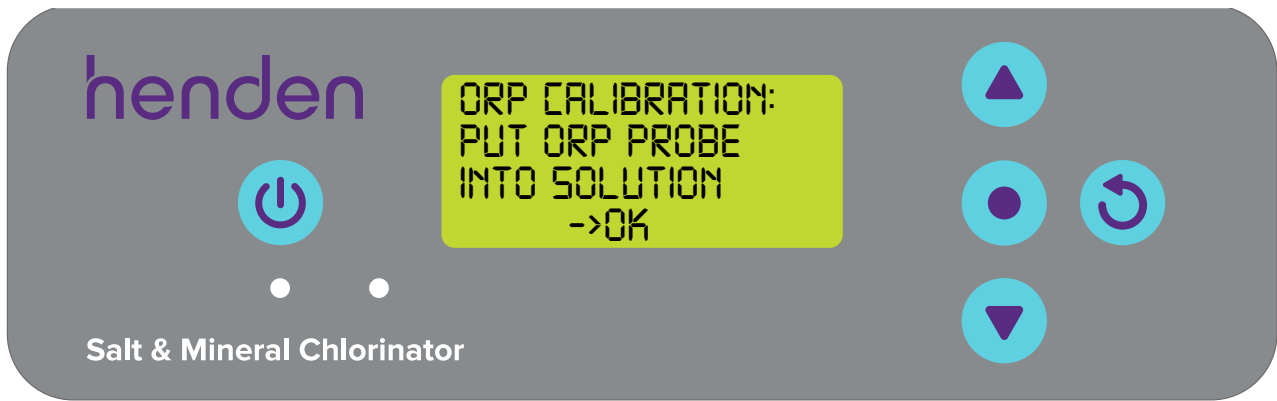 henden
ORP CALIBRATION:
PUT ORP PROBE
INTO SOLUTION
->OK
Salt & Mineral Chlorinator